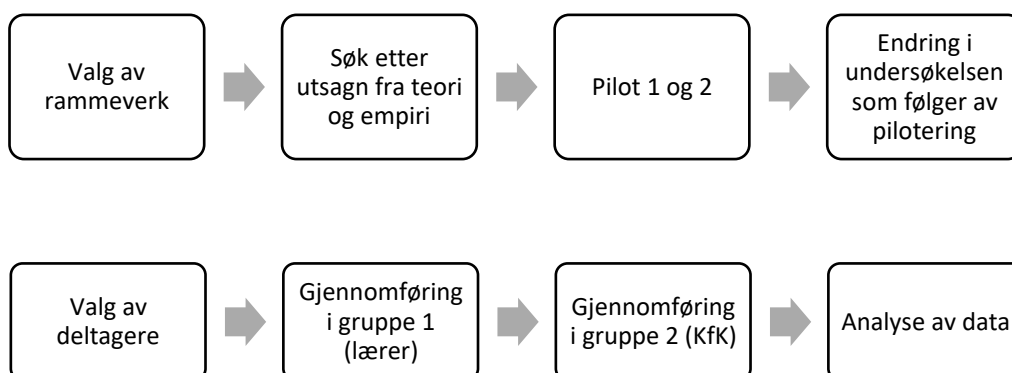 Valg av
rammeverk
Søk etter
utsagn fra teori
og empiri
Pilot 1 og 2
Endring i
undersøkelsen
som følger av
pilotering
Valg av
deltagere
Gjennomføring
i gruppe 1
(lærer)
Gjennomføring
i gruppe 2 (KfK)
Analyse av data